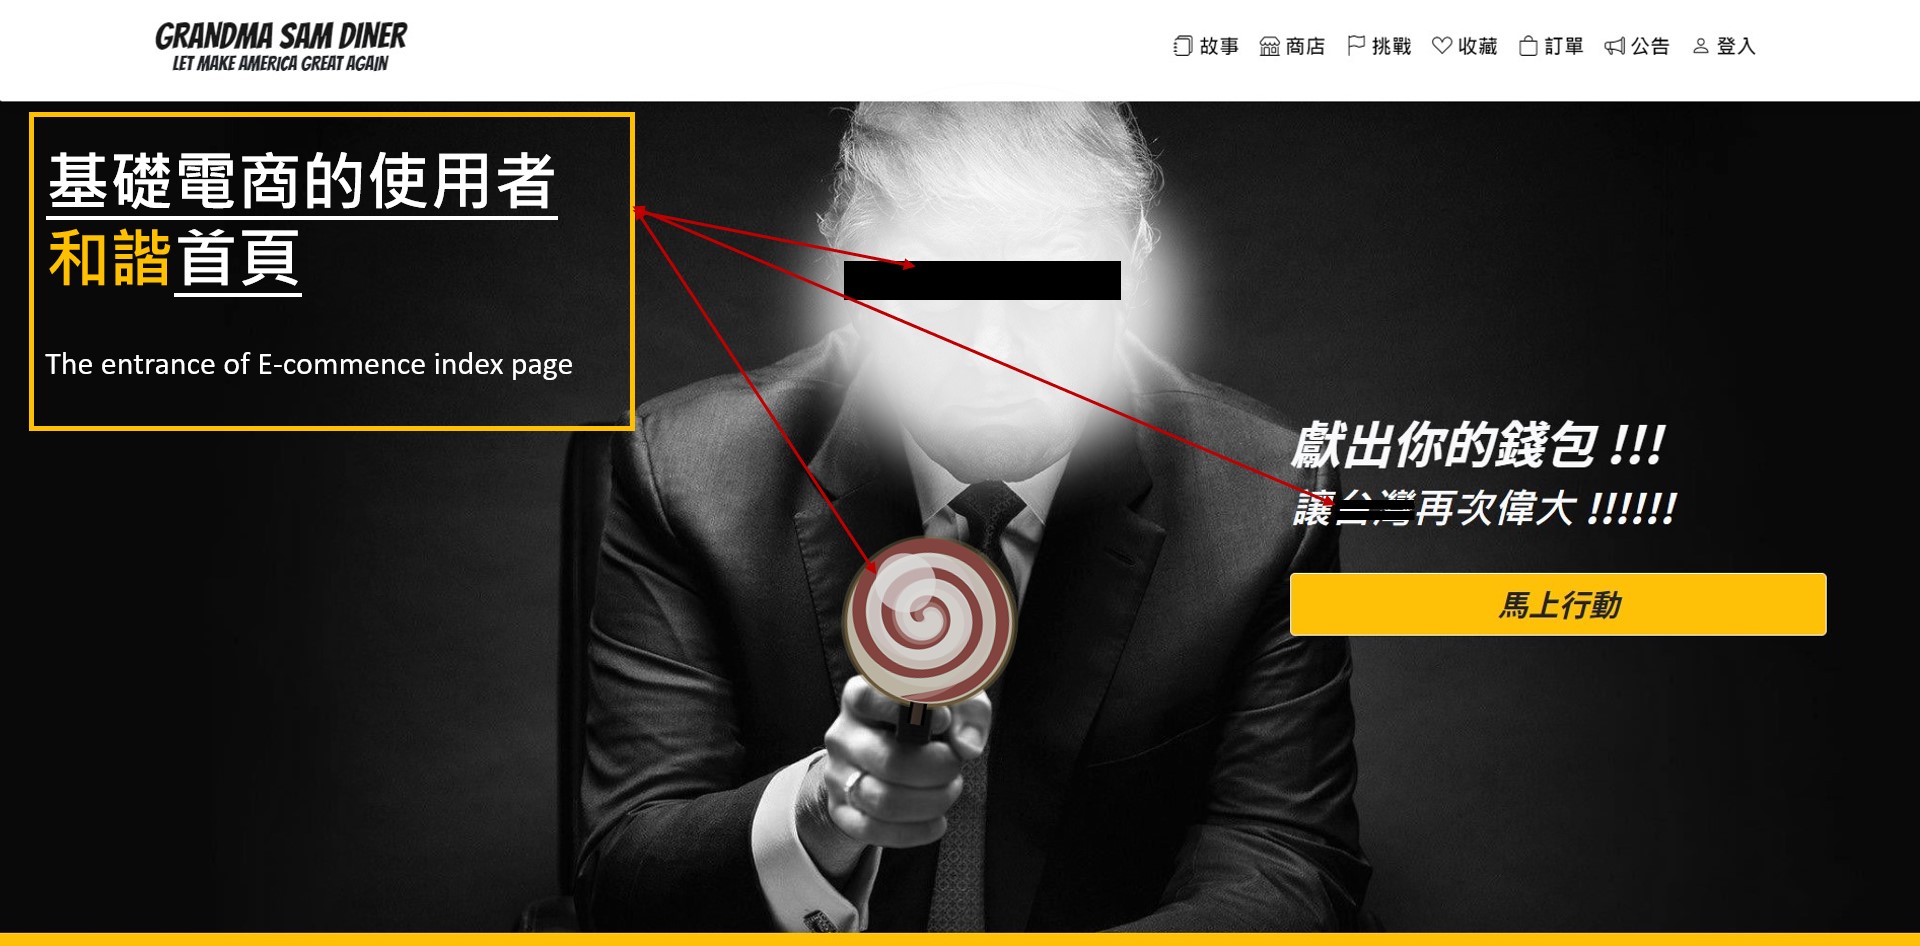 GRANDMA SAM DINER
LET MAKE AMERICA GREAT AGAIN
故事 商店 挑戰 收藏 訂單 公告 登入
基礎電商的使用者
和諧首頁
The entrance of E-commence index page
獻出你的錢包 !!!
讓台灣再次偉大 !!!!!!
馬上行動